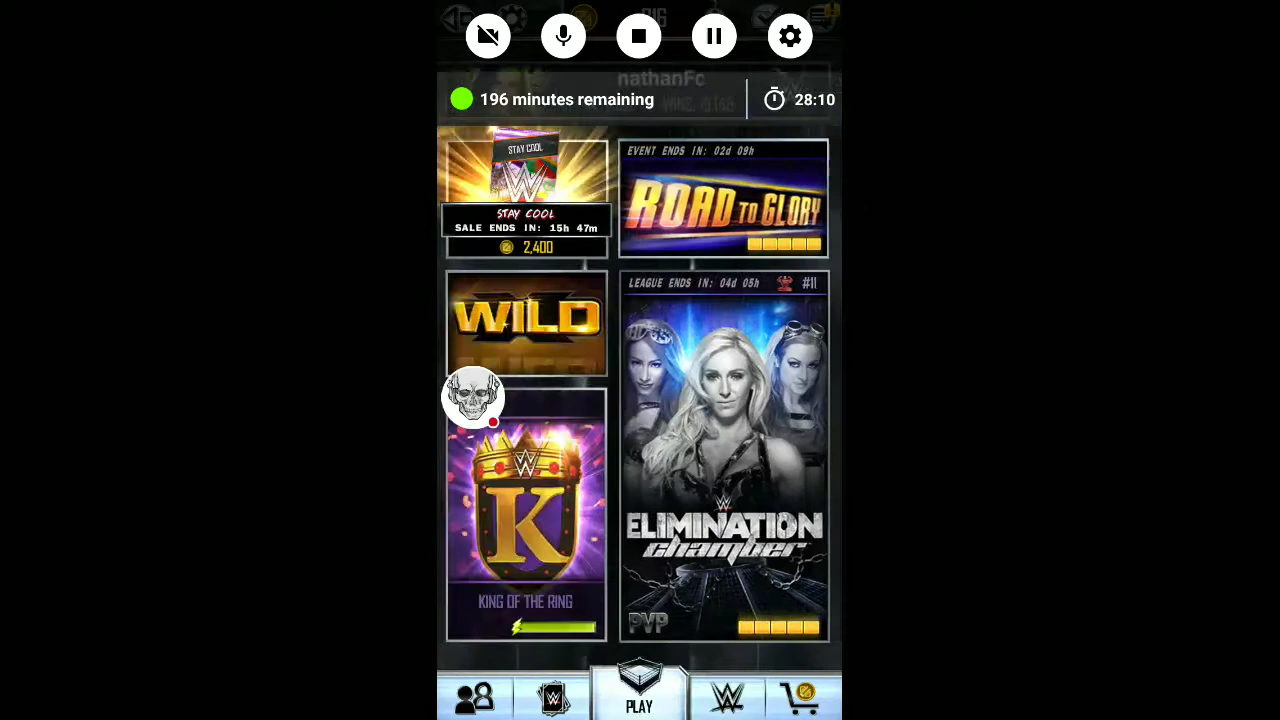 816
nathanFc
196 minutes remaining
28:10
STAY COOL
STAY COOL
SALE ENDS IN: 15h 47m
2,400
EVENT ENDS IN: 02d 09h
ROAD TO GLORY
WILD
LEAGUE ENDS IN: 04d 05h #11
K
KING OF THE RING
ELIMINATION
chamber
PVP
PLAY